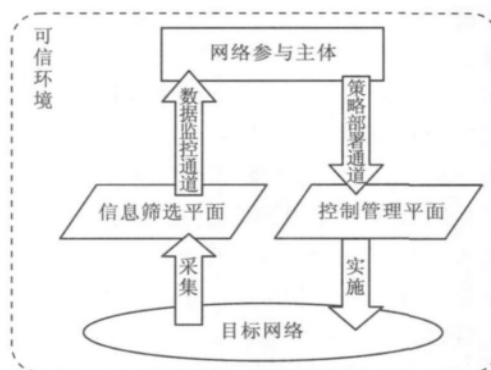 可信环境
网络参与主体
数据监控通道
策略部署通道
信息筛选平面
控制管理平面
采集
实施
目标网络